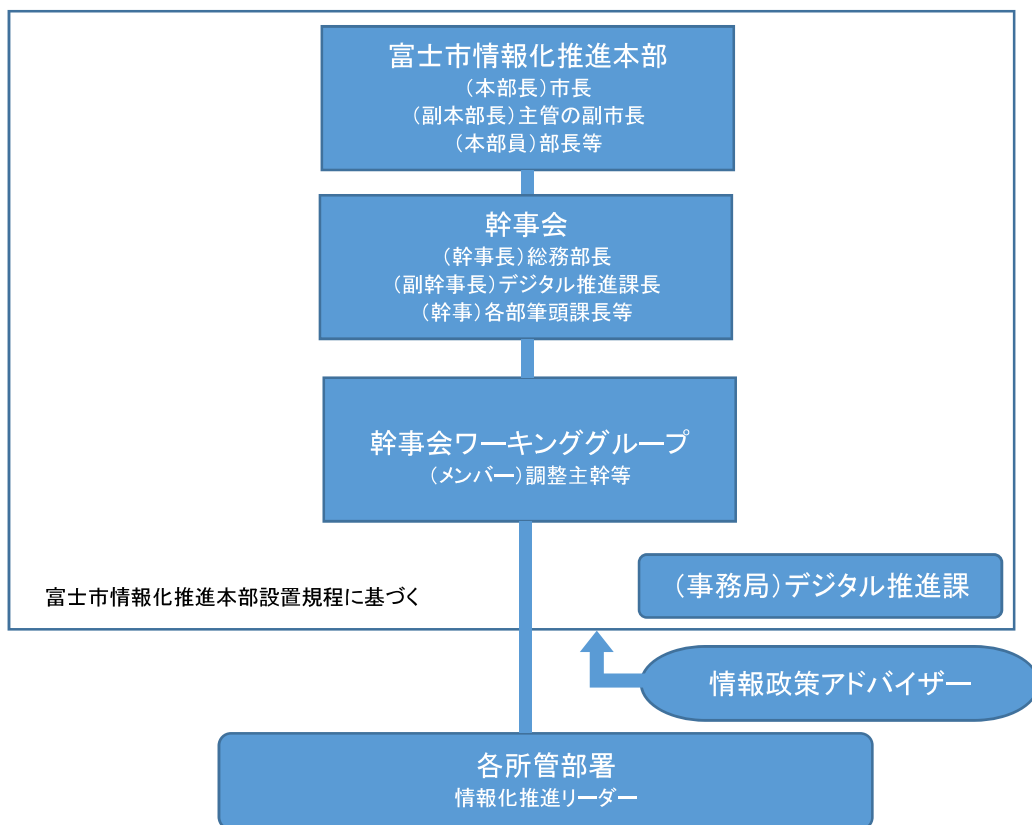 富士市情報化推進本部
（本部長）市長
（副本部長）主管の副市長
（本部員）部長等
幹事会
（幹事長）総務部長
（副幹事長）デジタル推進課長
（幹事）各部筆頭課長等
幹事会ワーキンググループ
（メンバー）調整主幹等
（事務局）デジタル推進課
富士市情報化推進本部設置規程に基づく
情報政策アドバイザー
各所管部署
情報化推進リーダー